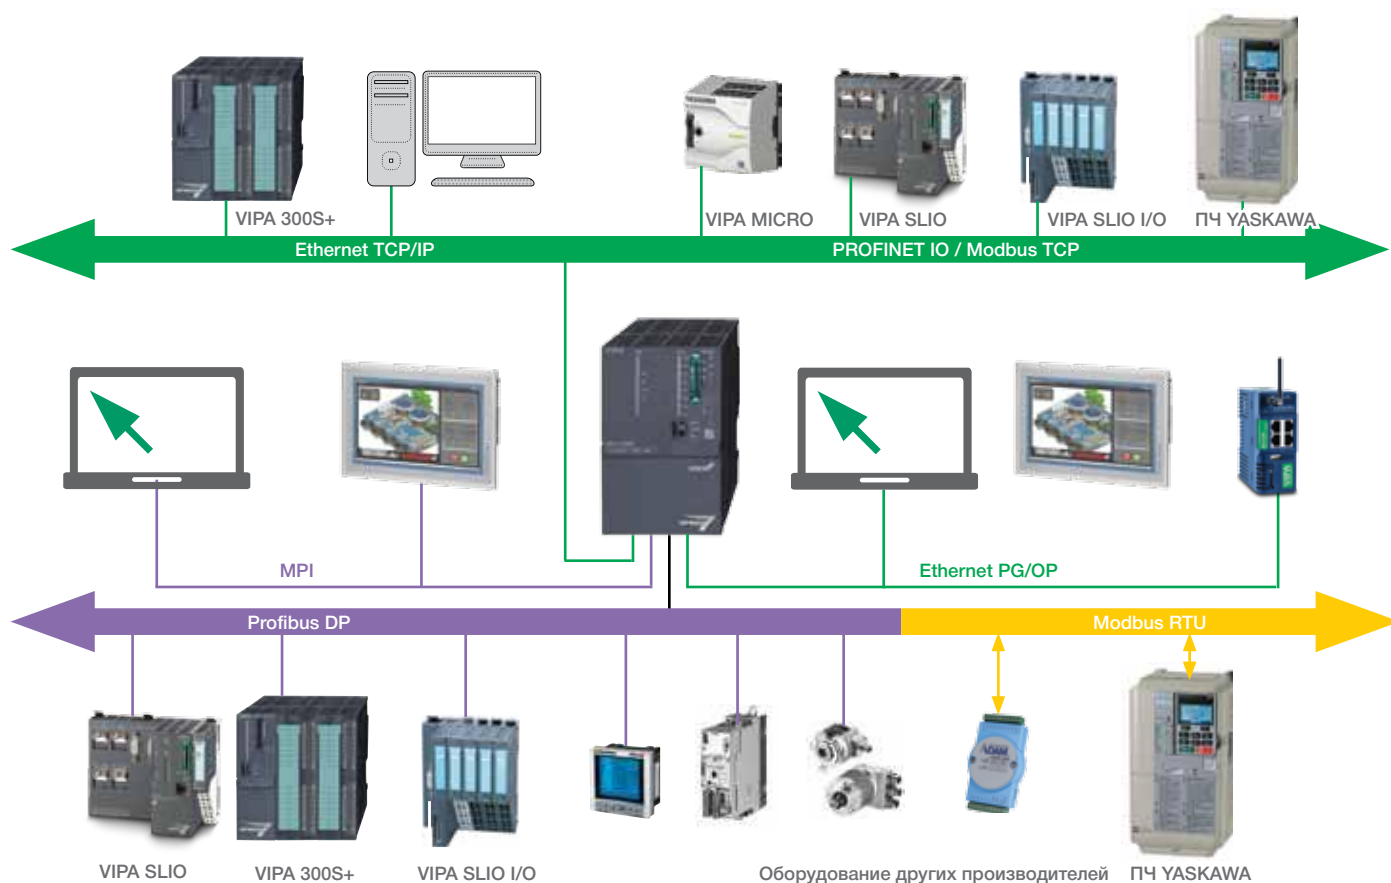 VIPA 300S+
VIPA MICRO
VIPA SLIO
VIPA SLIO I/O
ПЧ YASKAWA
Ethernet TCP/IP
PROFINET IO / Modbus TCP
MPI
Ethernet PG/OP
Profibus DP
Modbus RTU
ADAM
VIPA SLIO
VIPA 300S+
VIPA SLIO I/O
Оборудование других производителей
ПЧ YASKAWA